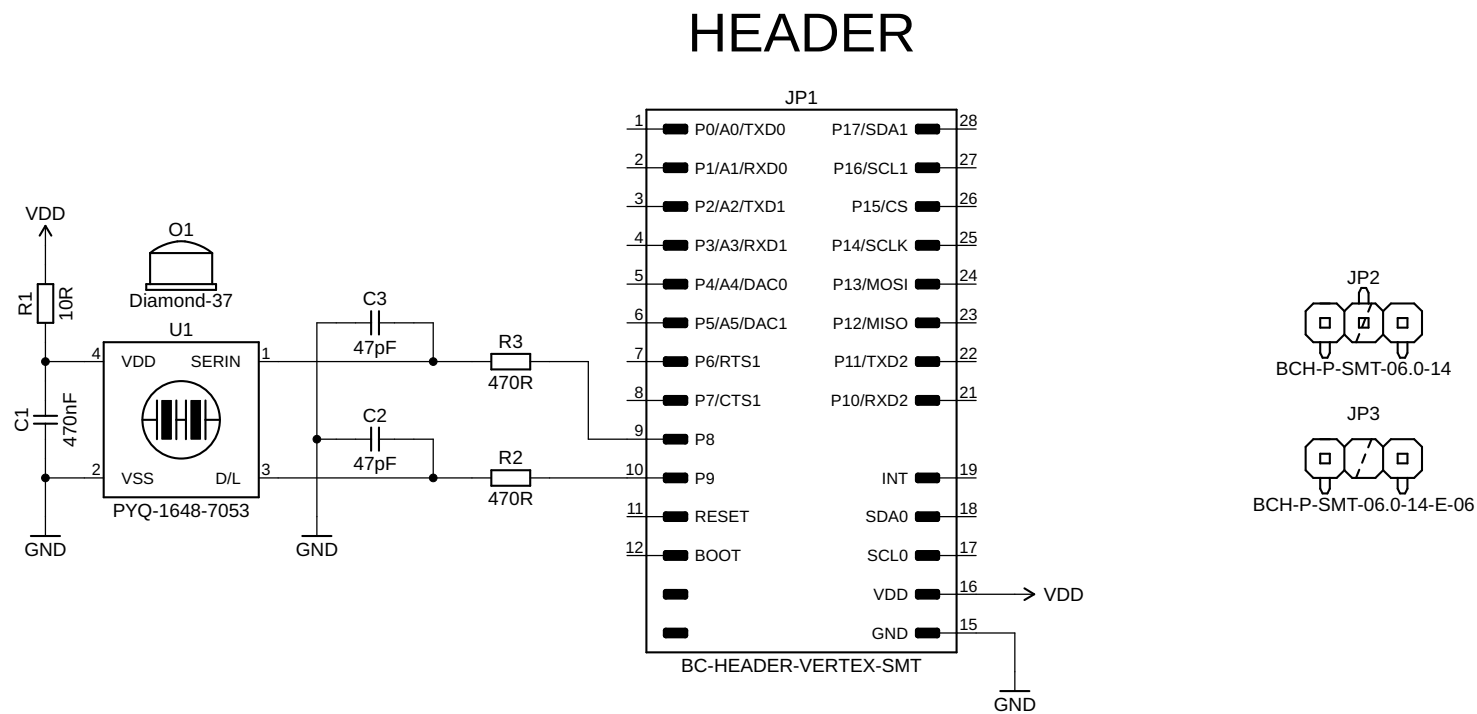 HEADER
JP1
1 P0/A0/TXD0 P17/SDA1 28
2 P1/A1/RXD0 P16/SCL1 27
3 P2/A2/TXD1 P15/CS 26
4 P3/A3/RXD1 P14/SCLK 25
5 P4/A4/DAC0 P13/MOSI 24
6 P5/A5/DAC1 P12/MISO 23
7 P6/RTS1 P11/TXD2 22
8 P7/CTS1 P10/RXD2 21
9 P8
10 P9 INT 19
11 RESET SDA0 18
12 BOOT SCL0 17
VDD 16 VDD
GND 15
BC-HEADER-VERTEX-SMT
GND
VDD
R1
10R
C1
470nF
GND
O1
Diamond-37
U1
4 VDD SERIN 1
2 VSS D/L 3
PYQ-1648-7053
C3
47pF
C2
47pF
GND
R3
470R
R2
470R
JP2
BCH-P-SMT-06.0-14
JP3
BCH-P-SMT-06.0-14-E-06